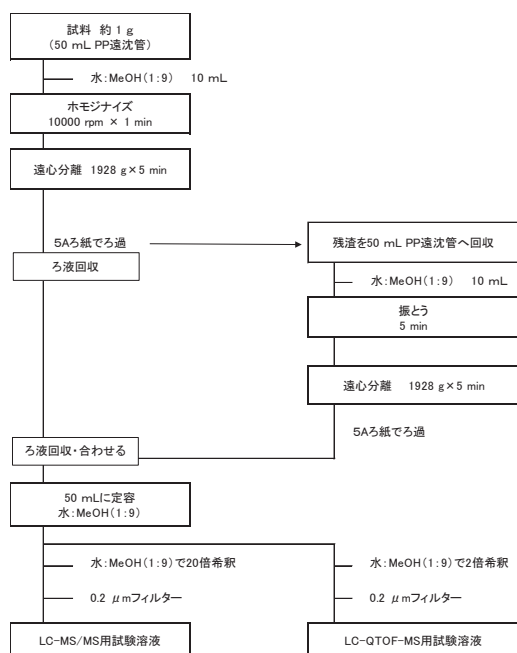 試料 約１g
(50 mL PP遠沈管)
水:MeOH(1:9) 10 mL
ホモジナイズ
10000 rpm × 1 min
遠心分離 1928 g×5 min
5Aろ紙でろ過
ろ液回収
残渣を50 mL PP遠沈管へ回収
水:MeOH(1:9) 10 mL
振とう
5 min
遠心分離 1928 g×5 min
5Aろ紙でろ過
ろ液回収・合わせる
50 mLに定容
水:MeOH(1:9)
水:MeOH(1:9)で20倍希釈
0.2 μmフィルター
LC-MS/MS用試験溶液
水:MeOH(1:9)で2倍希釈
0.2 μmフィルター
LC-QTOF-MS用試験溶液